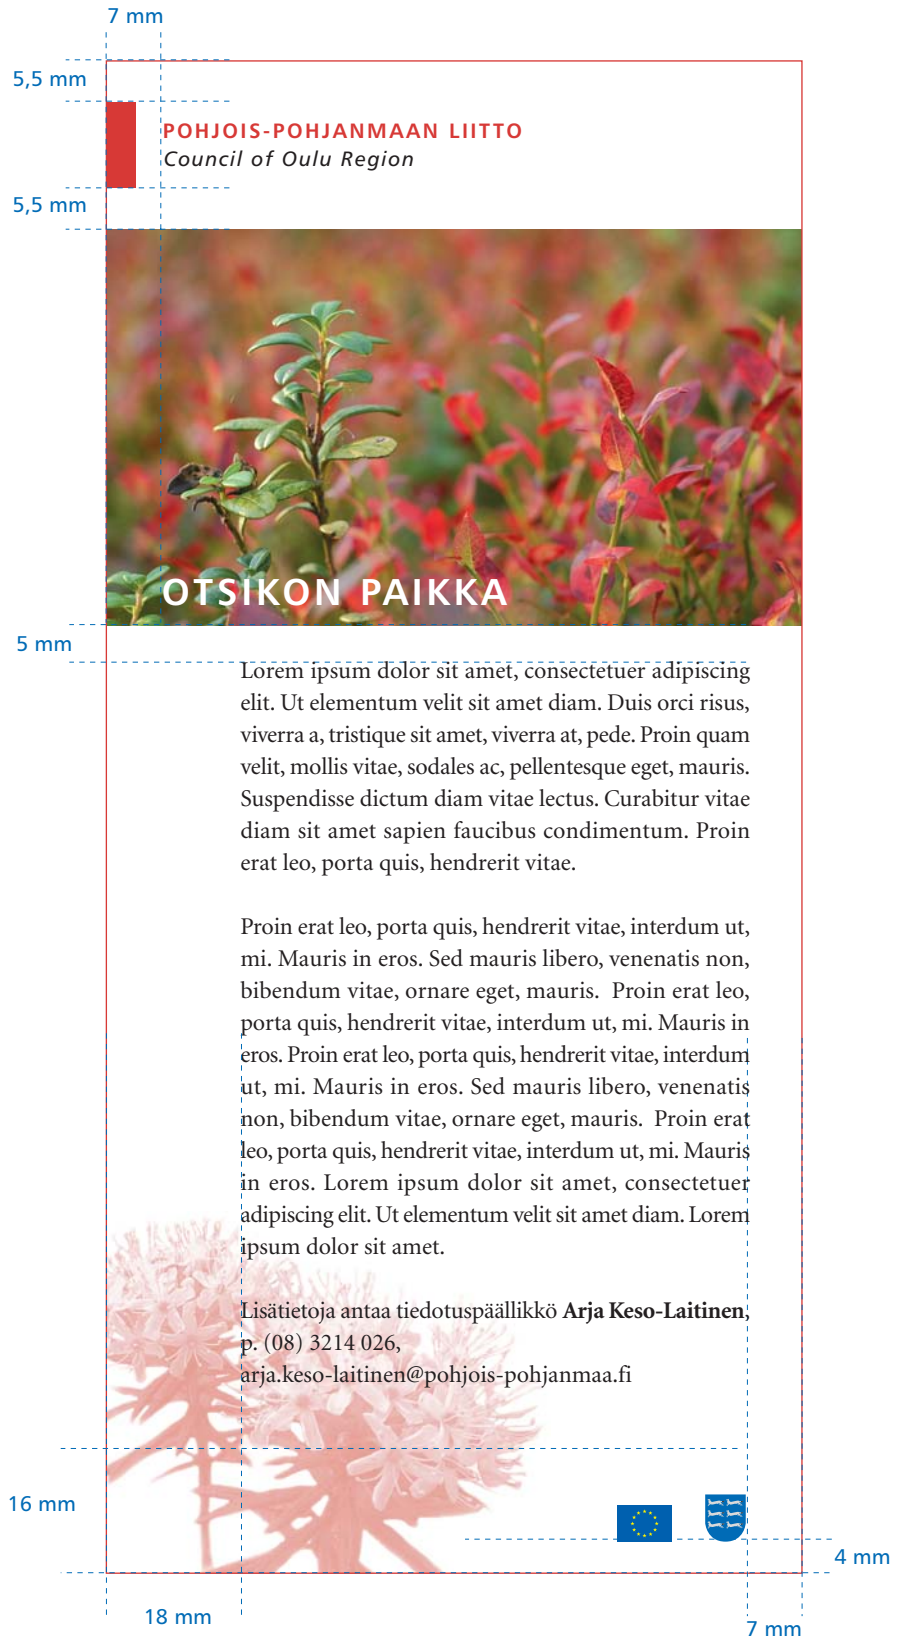 7 mm
5,5 mm
POHJOIS-POHJANMAAN LIITTO
Council of Oulu Region
5,5 mm
OTSIKON PAIKKA
5 mm
Lorem ipsum dolor sit amet, consectetuer adipiscing
elit. Ut elementum velit sit amet diam. Duis orci risus,
viverra a, tristique sit amet, viverra at, pede. Proin quam
velit, mollis vitae, sodales ac, pellentesque eget, mauris.
Suspendisse dictum diam vitae lectus. Curabitur vitae
diam sit amet sapien faucibus condimentum. Proin
erat leo, porta quis, hendrerit vitae.
Proin erat leo, porta quis, hendrerit vitae, interdum ut,
mi. Mauris in eros. Sed mauris libero, venenatis non,
bibendum vitae, ornare eget, mauris.  Proin erat leo,
porta quis, hendrerit vitae, interdum ut, mi. Mauris in
eros. Proin erat leo, porta quis, hendrerit vitae, interdum
ut, mi. Mauris in eros. Sed mauris libero, venenatis
non, bibendum vitae, ornare eget, mauris.  Proin erat
leo, porta quis, hendrerit vitae, interdum ut, mi. Mauris
in eros. Lorem ipsum dolor sit amet, consectetuer
adipiscing elit. Ut elementum velit sit amet diam. Lorem
ipsum dolor sit amet.
Lisätietoja antaa tiedotuspäällikkö Arja Keso-Laitinen,
p. (08) 3214 026,
arja.keso-laitinen@pohjois-pohjanmaa.fi
16 mm
4 mm
18 mm
7 mm